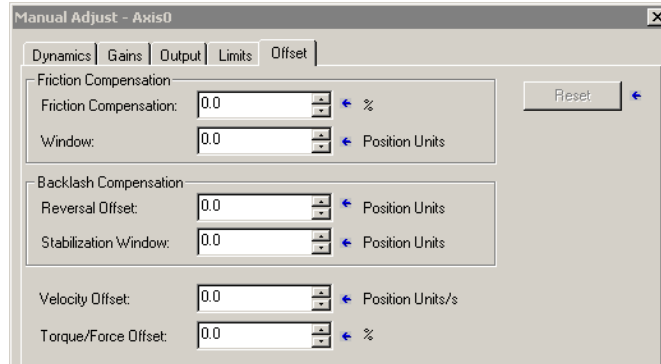 Manual Adjust - Axis0
Dynamics Gains Output Limits Offset
Friction Compensation
Friction Compensation: 0.0 %
Reset
Window: 0.0 Position Units
Backlash Compensation
Reversal Offset: 0.0 Position Units
Stabilization Window: 0.0 Position Units
Velocity Offset: 0.0 Position Units/s
Torque/Force Offset: 0.0 %